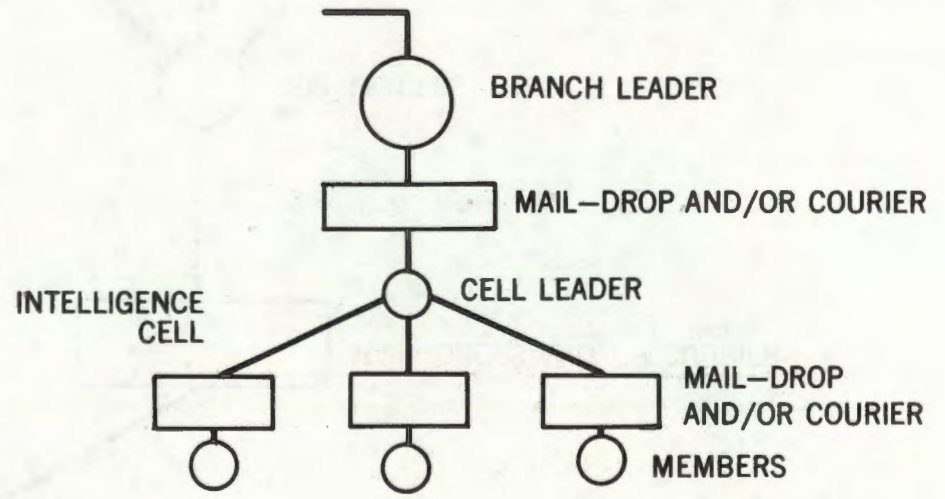 BRANCH LEADER
MAIL–DROP AND/OR COURIER
CELL LEADER
INTELLIGENCE
CELL
MAIL–DROP
AND/OR COURIER
MEMBERS